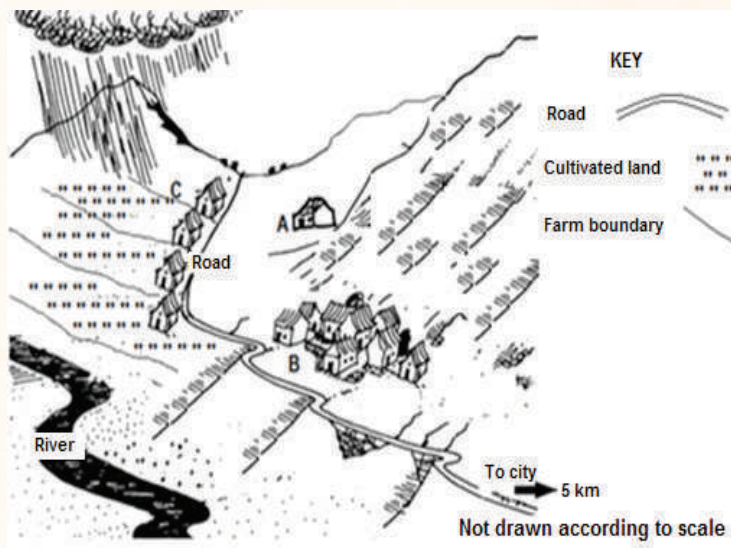 KEY
Road
Cultivated land
Farm boundary
C
A
Road
B
River
To city
5 km
Not drawn according to scale